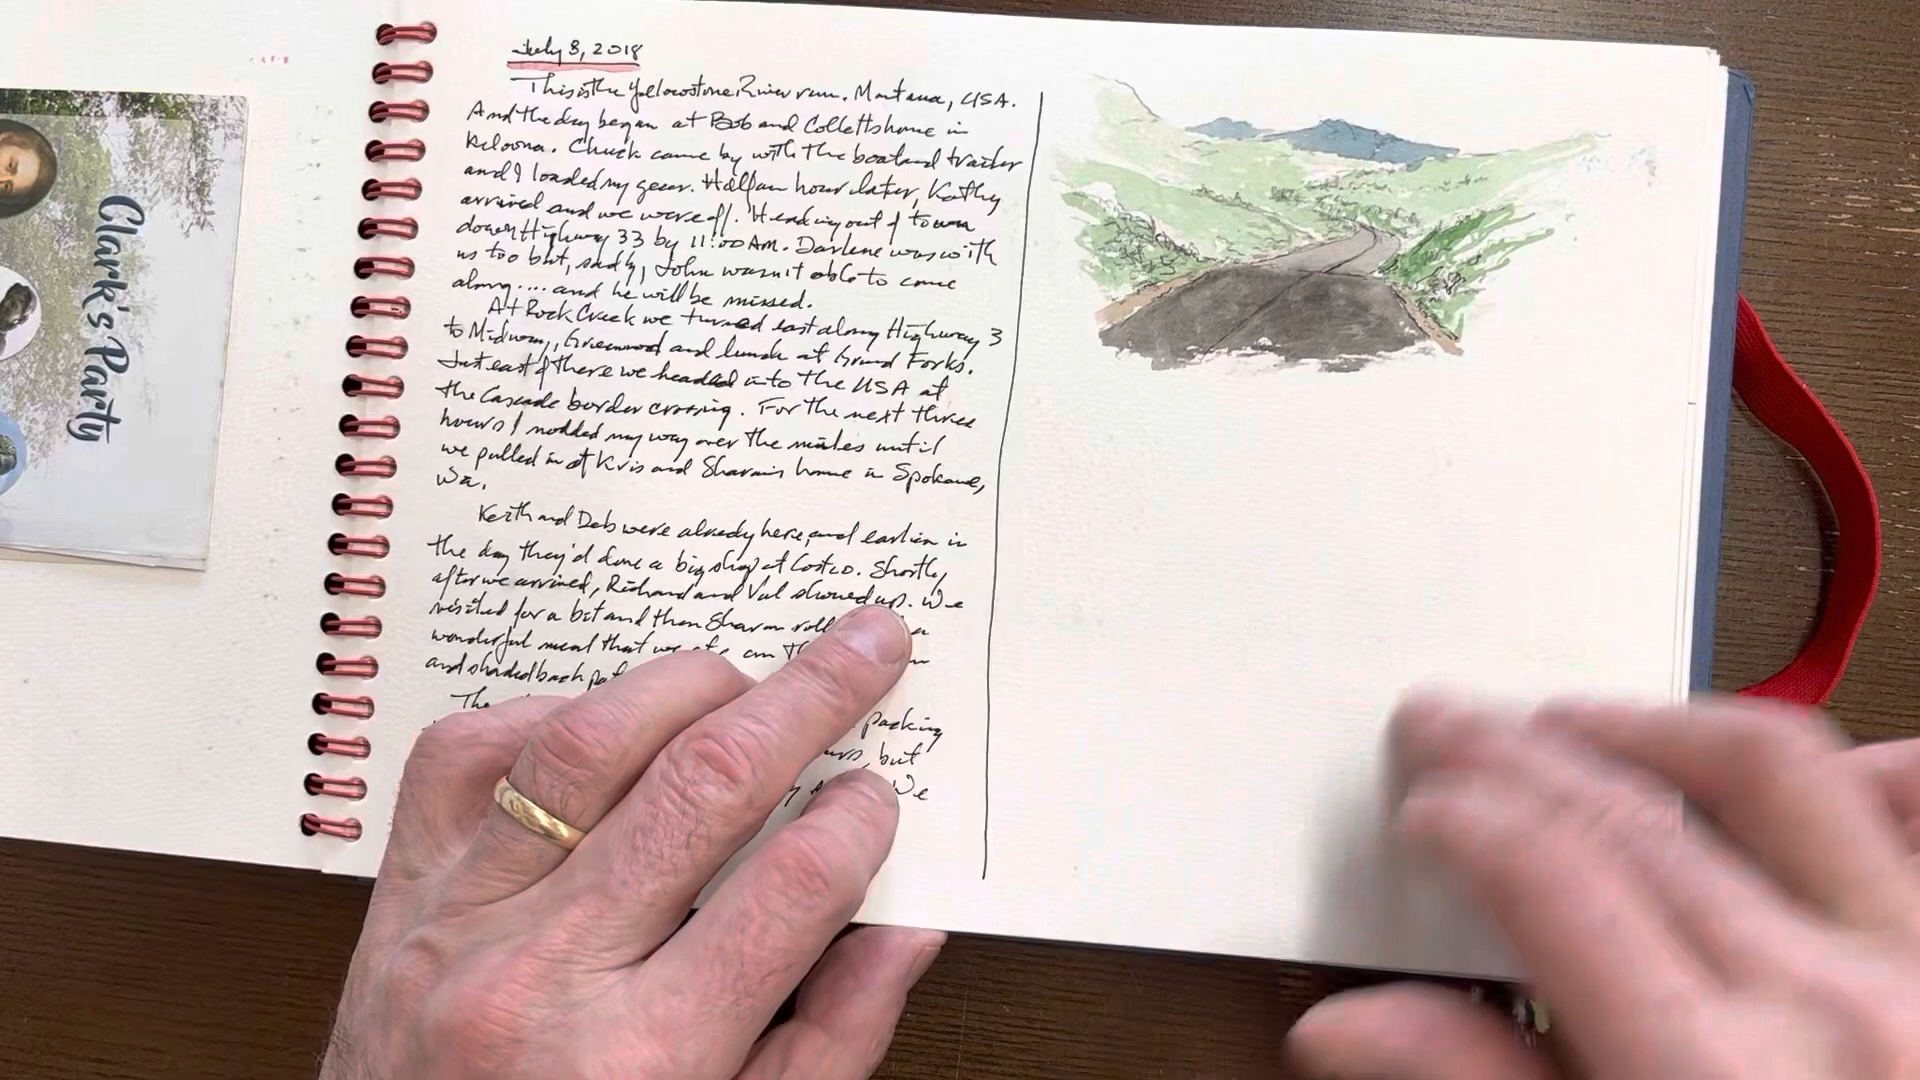 Clark's Party
July 3, 2018
This is the Yellowstone River run. Montana, USA.
And the day began at Bob and Colletts home in
Kelowna. Chuck came by with the boat and trailer
and I loaded my gear. Half an hour later, Kathy
arrived and we were off. Heading out of town
down Highway 33 by 11:00 AM. Darlene was with
us too but, sadly, John wasn't able to come
along.... and he will be missed.
At Rock Creek we turned east along Highway 3
to Midway, Greenwood and lunch at Grand Forks.
Just east of there we headed into the USA at
the Cascade border crossing. For the next three
hours I nodded my way over the miles until
we pulled in at Kris and Sharon's home in Spokane,
Wa.
Keith and Deb were already here, and earlier in
the day they'd done a big shop at Costco. Shortly
after we arrived, Richard and Val showed up. We
visited for a bit and then Sharon a
wonderful meal that we ate on
and shaded back
The packing
but
We